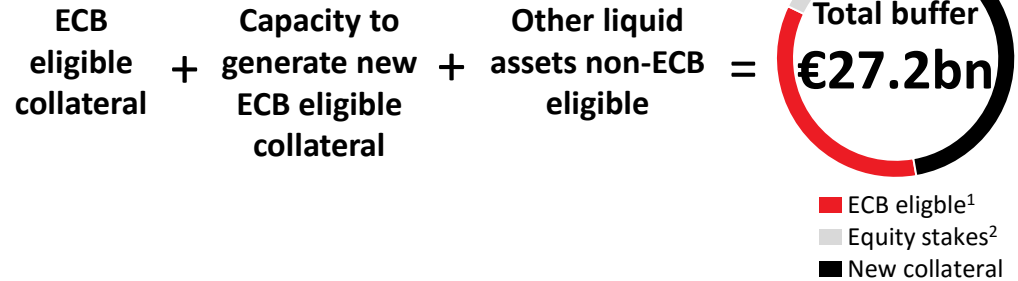 ECB
eligible
collateral
+
Capacity to
generate new
ECB eligible
collateral
+
Other liquid
assets non-ECB
eligible
=
Total buffer
€27.2bn
ECB eligble¹
Equity stakes²
New collateral